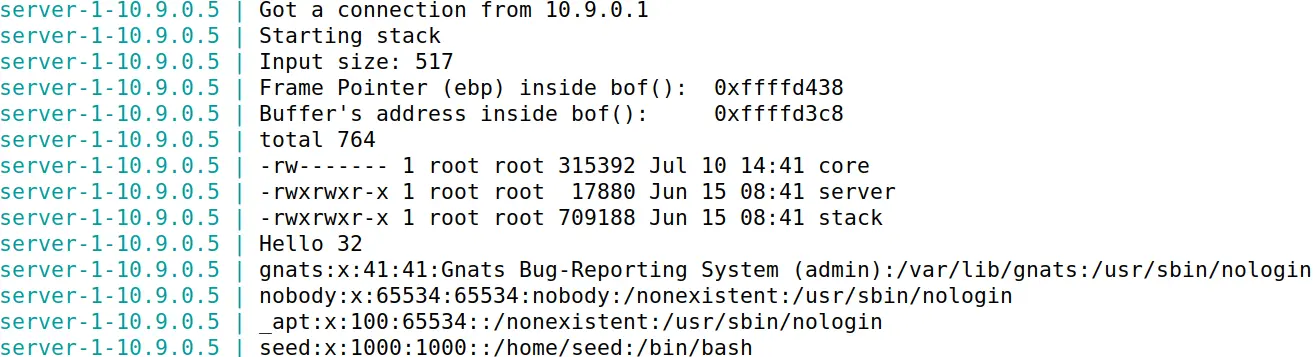 server-1-10.9.0.5 | Got a connection from 10.9.0.1
server-1-10.9.0.5 | Starting stack
server-1-10.9.0.5 | Input size: 517
server-1-10.9.0.5 | Frame Pointer (ebp) inside bof():  0xffffd438
server-1-10.9.0.5 | Buffer's address inside bof():     0xffffd3c8
server-1-10.9.0.5 | total 764
server-1-10.9.0.5 | -rw------- 1 root root 315392 Jul 10 14:41 core
server-1-10.9.0.5 | -rwxrwxr-x 1 root root  17880 Jun 15 08:41 server
server-1-10.9.0.5 | -rwxrwxr-x 1 root root 709188 Jun 15 08:41 stack
server-1-10.9.0.5 | Hello 32
server-1-10.9.0.5 | gnats:x:41:41:Gnats Bug-Reporting System (admin):/var/lib/gnats:/usr/sbin/nologin
server-1-10.9.0.5 | nobody:x:65534:65534:nobody:/nonexistent:/usr/sbin/nologin
server-1-10.9.0.5 | _apt:x:100:65534::/nonexistent:/usr/sbin/nologin
server-1-10.9.0.5 | seed:x:1000:1000::/home/seed:/bin/bash